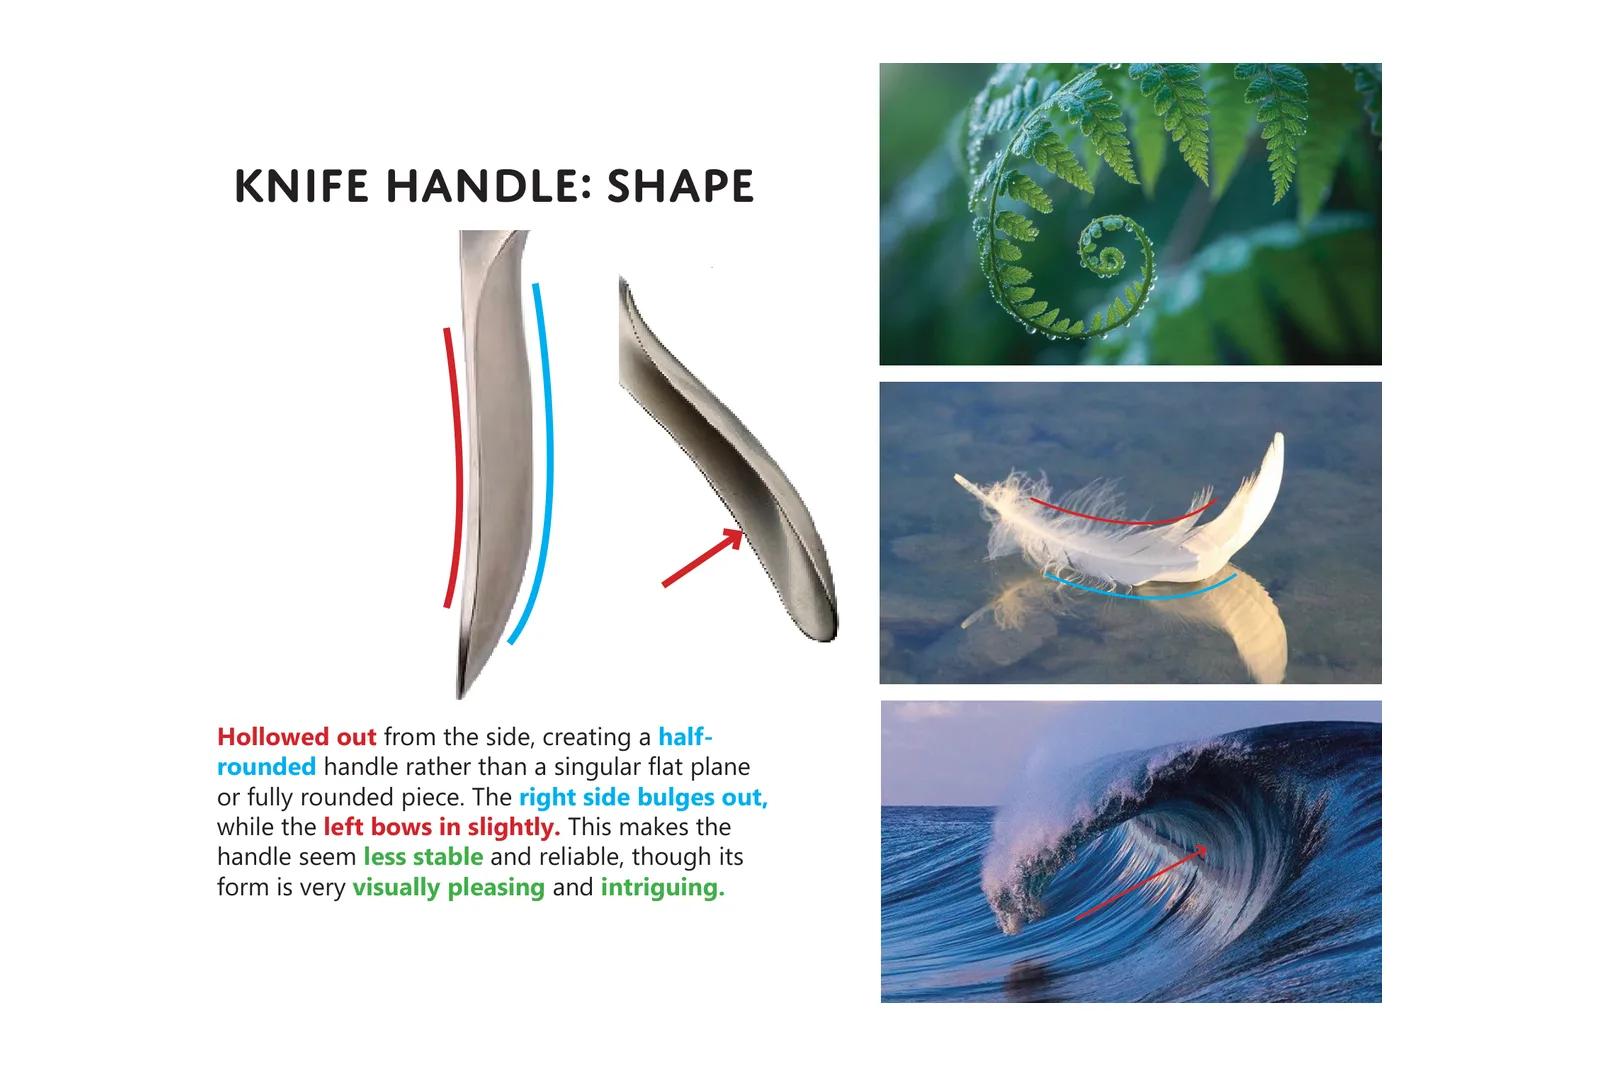 KNIFE HANDLE: SHAPE
Hollowed out from the side, creating a half-
rounded handle rather than a singular flat plane
or fully rounded piece. The right side bulges out,
while the left bows in slightly. This makes the
handle seem less stable and reliable, though its
form is very visually pleasing and intriguing.